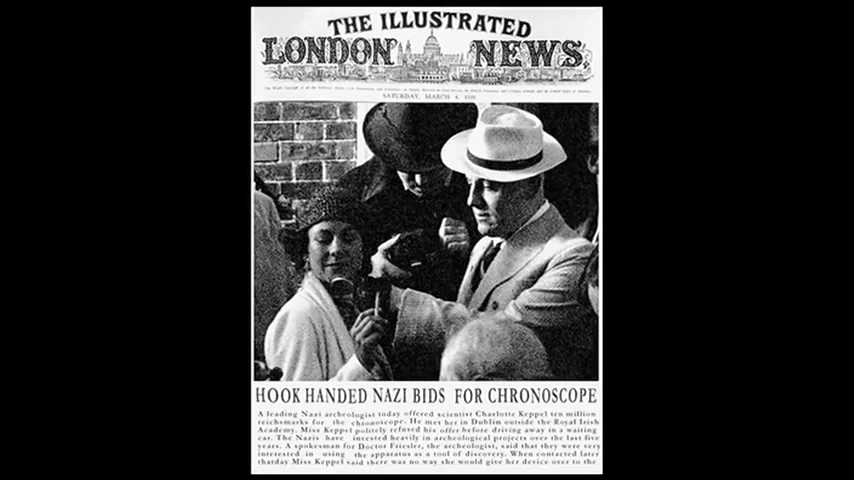 THE ILLUSTRATED
LONDON NEWS,
SATURDAY, MARCH 4,
HOOK HANDED NAZI BIDS FOR CHRONOSCOPE
A leading Nazi archeologist today offered scientist Charlotte Keppel ten million
reichsmarks for the chronoscope. He met her in Dublin outside the Royal Irish
Academy. Miss Keppel politely refused his offer before driving away in a waiting
car. The Nazis have invested heavily in archeological projects over the last five
years. A spokesman for Doctor Friesler, the archeologist, said that they were very
interested in using the apparatus as a tool of discovery. When contacted later
thatday Miss Keppel said there was no way she would give her device over to the